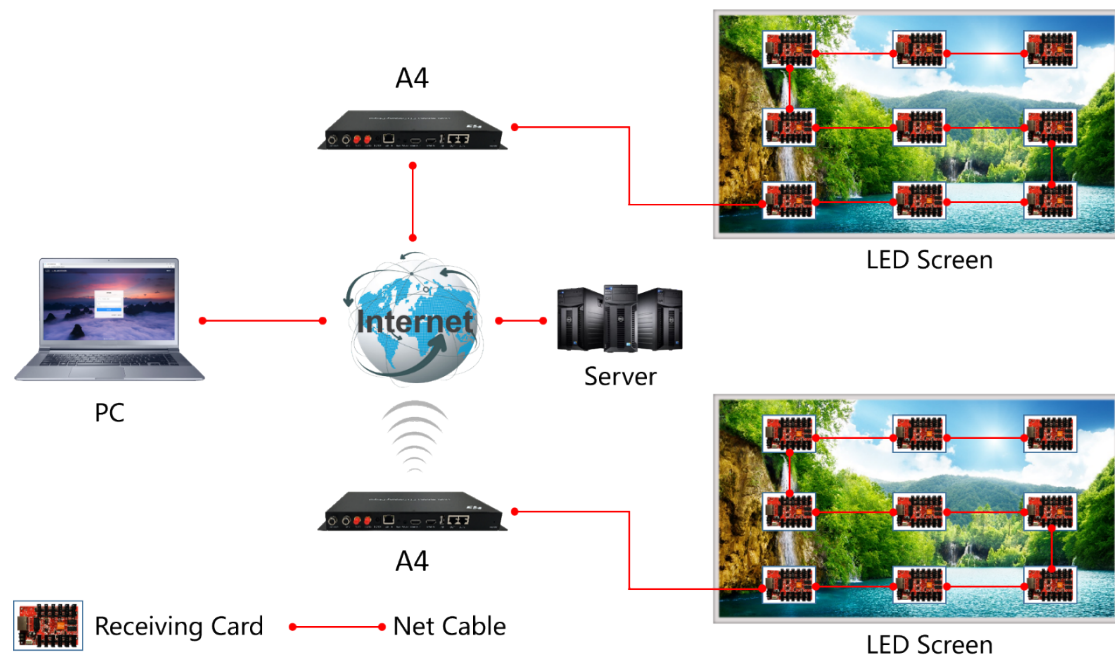 A4
LED Screen
Internet
PC
Server
A4
Receiving Card
Net Cable
LED Screen